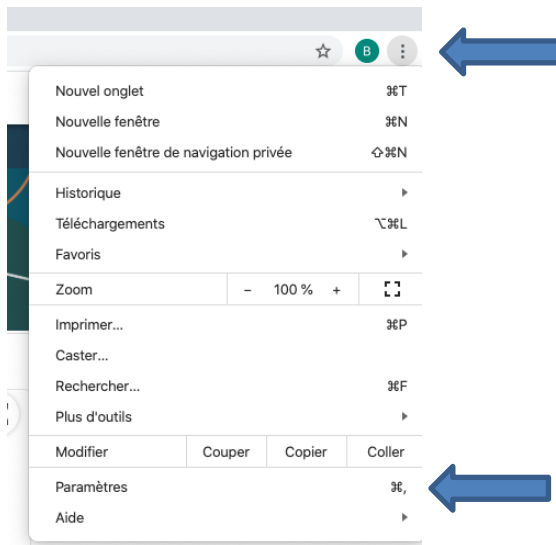 B
Nouvel onglet ⌘T
Nouvelle fenêtre ⌘N
Nouvelle fenêtre de navigation privée ⇧⌘N
Historique
Téléchargements ⌥⌘L
Favoris
Zoom - 100 % +
Imprimer... ⌘P
Caster...
Rechercher... ⌘F
Plus d'outils
Modifier Couper Copier Coller
Paramètres ⌘,
Aide